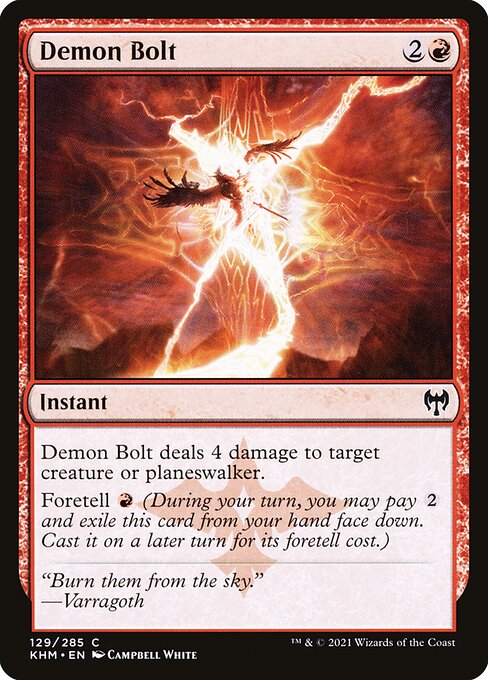 Demon Bolt 2
Instant
Demon Bolt deals 4 damage to target
creature or planeswalker.
Foretell (During your turn, you may pay 2
and exile this card from your hand face down.
Cast it on a later turn for its foretell cost.)
“Burn them from the sky.”
—Varragoth
129/285 C
™ & © 2021 Wizards of the Coast
KHM • EN Campbell White